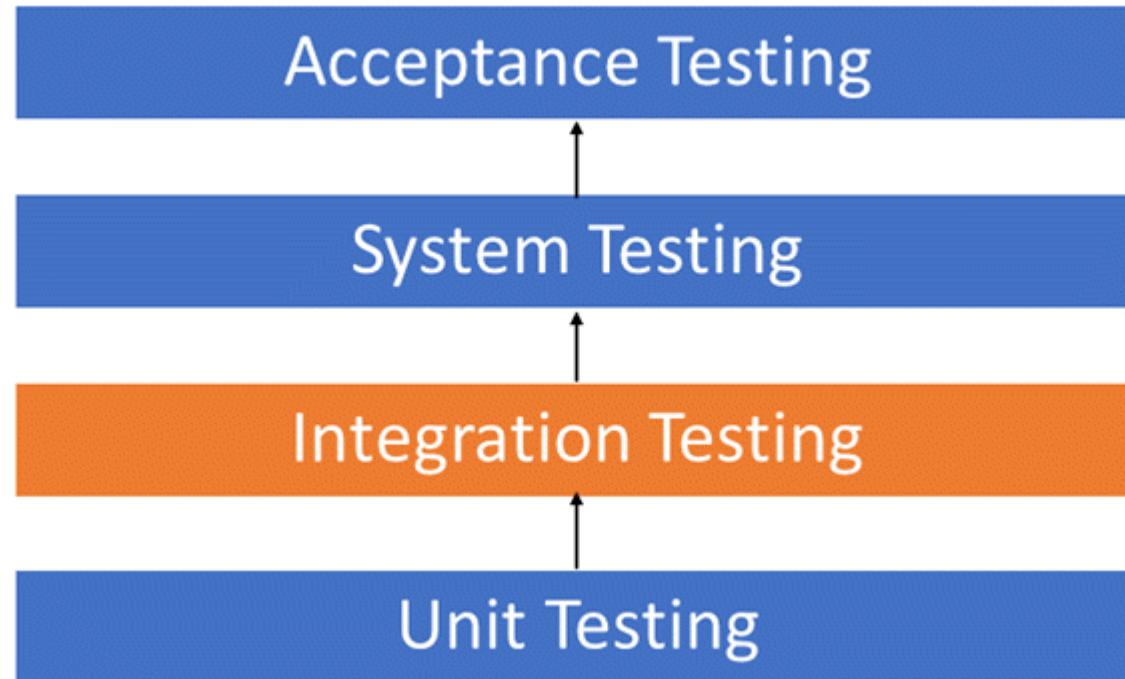 Acceptance Testing
System Testing
Integration Testing
Unit Testing